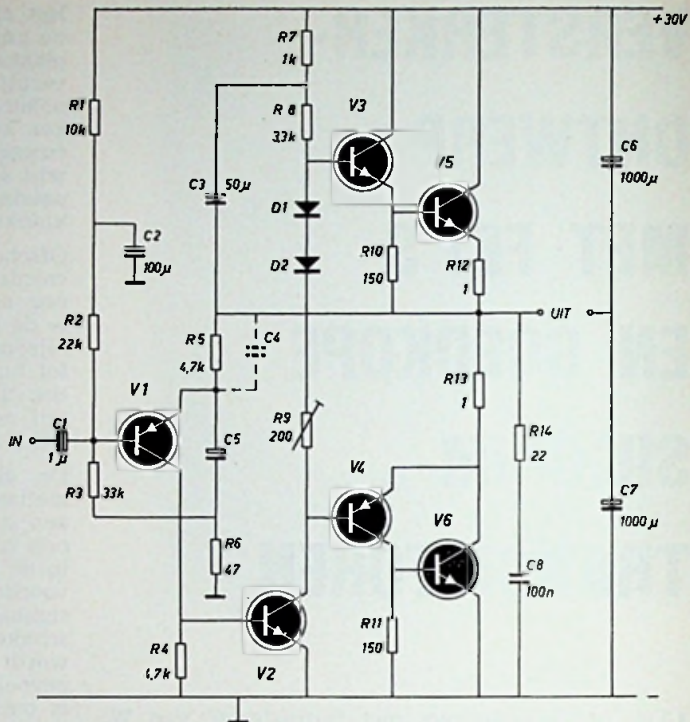 +30V
R7
1k
R1
10k
R8
3,3k
V3
V5
C6
1000µ
C3
50µ
D1
C2
100µ
D2
R10
150
R12
1
R2
22k
R5
4,7k
C4
UIT
V1
R13
1
IN
C1
1µ
R9
200
R14
22
R3
33k
C5
V4
V6
C7
1000µ
R6
47
C8
100n
R11
150
R4
4,7k
V2